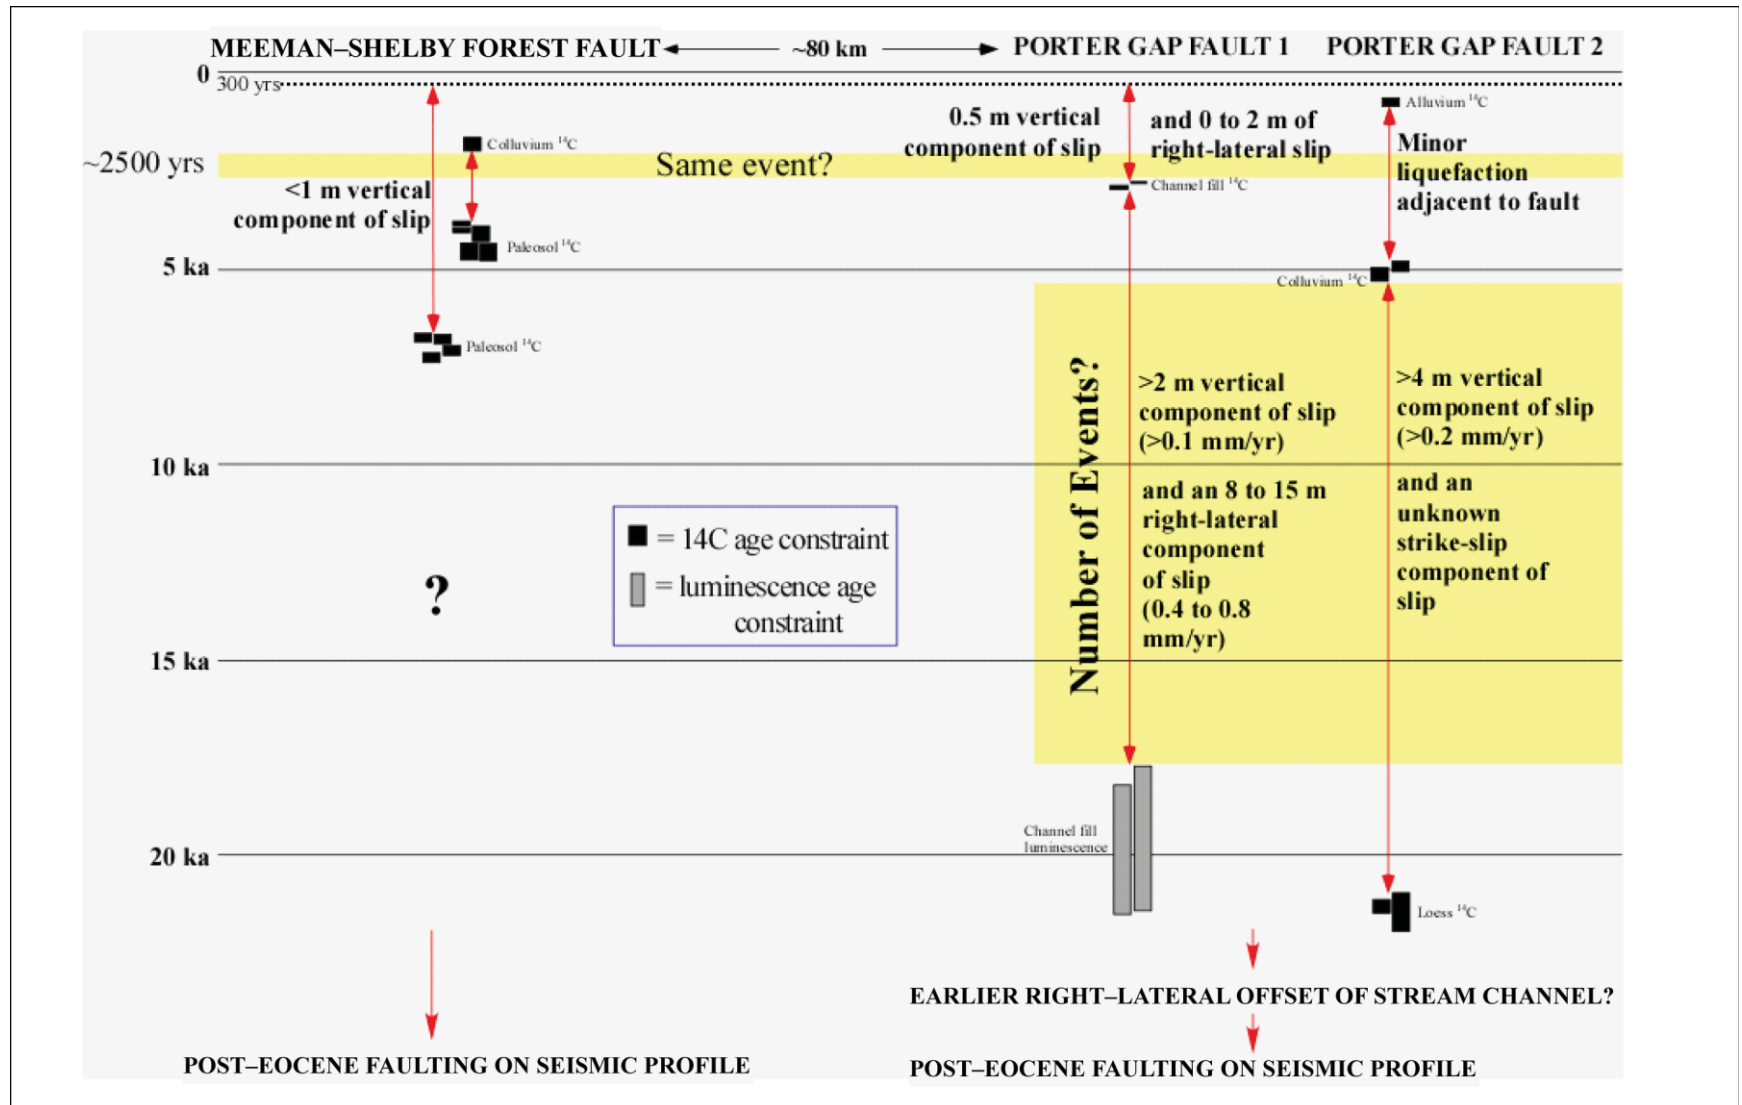 MEEMAN–SHELBY FOREST FAULT
~80 km
PORTER GAP FAULT 1
PORTER GAP FAULT 2
0
300 yrs
~2500 yrs
5 ka
10 ka
15 ka
20 ka
Colluvium 14C
Same event?
<1 m vertical
component of slip
Paleosol 14C
Paleosol 14C
?
0.5 m vertical
component of slip
and 0 to 2 m of
right-lateral slip
Channel fill 14C
Alluvium 14C
Minor
liquefaction
adjacent to fault
Colluvium 14C
Number of Events?
>2 m vertical
component of slip
(>0.1 mm/yr)
and an 8 to 15 m
right-lateral
component
of slip
(0.4 to 0.8
mm/yr)
>4 m vertical
component of slip
(>0.2 mm/yr)
and an
unknown
strike-slip
component of
slip
= 14C age constraint
= luminescence age
constraint
Channel fill
luminescence
Loess 14C
EARLIER RIGHT–LATERAL OFFSET OF STREAM CHANNEL?
POST–EOCENE FAULTING ON SEISMIC PROFILE
POST–EOCENE FAULTING ON SEISMIC PROFILE